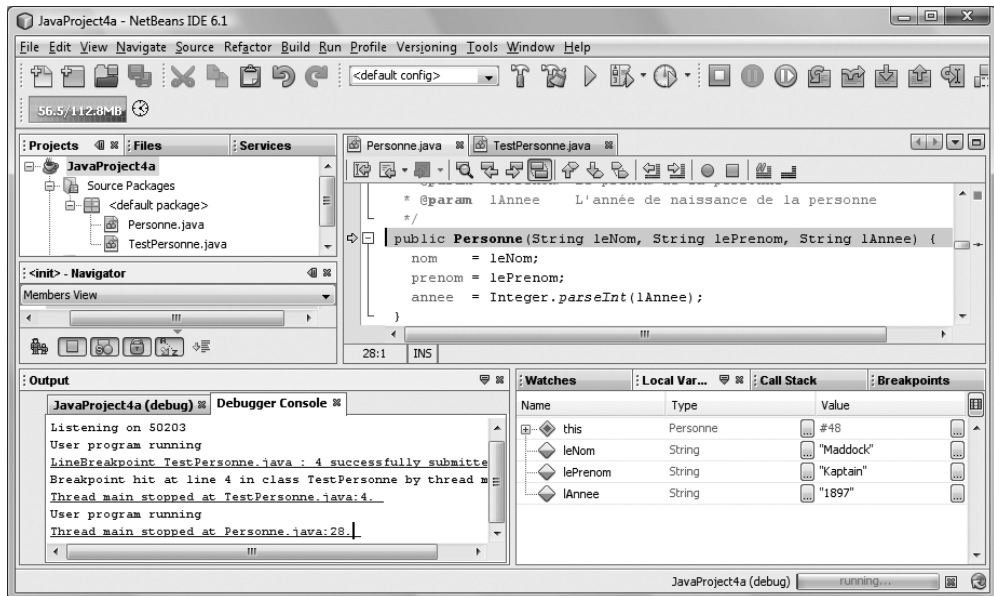 JavaProject4a - NetBeans IDE 6.1
File Edit View Navigate Source Refactor Build Run Profile Versioning Tools Window Help
<default config>
56.5/112.8MB
Projects Files Services
JavaProject4a
Source Packages
<default package>
Personne.java
TestPersonne.java
<init> - Navigator
Members View
Personne.java TestPersonne.java
* @param lAnnee L'année de naissance de la personne
*/
public Personne(String leNom, String lePrenom, String lAnnee) {
nom = leNom;
prenom = lePrenom;
annee = Integer.parseInt(lAnnee);
}
28:1 INS
Output
JavaProject4a (debug) Debugger Console
Listening on 50203
User program running
LineBreakpoint TestPersonne.java : 4 successfully submitte
Breakpoint hit at line 4 in class TestPersonne by thread m
Thread main stopped at TestPersonne.java:4.
User program running
Thread main stopped at Personne.java:28.
Watches Local Var... Call Stack Breakpoints
Name Type Value
this Personne ... #48 ...
leNom String ... "Maddock" ...
lePrenom String ... "Kaptain" ...
lAnnee String ... "1897" ...
JavaProject4a (debug) running...